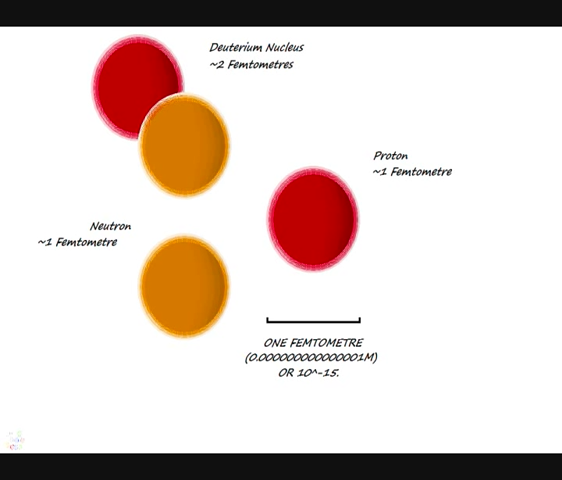 Deuterium Nucleus
~2 Femtometres
Proton
~1 Femtometre
Neutron
~1 Femtometre
ONE FEMTOMETRE
(0.000000000000001M)
OR 10^-15.